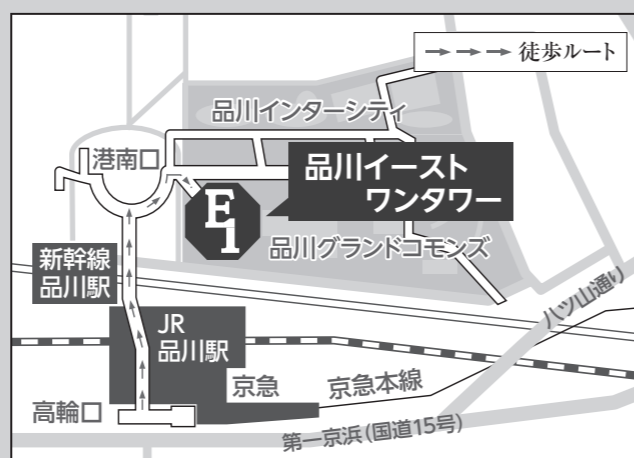 徒歩ルート
品川インターシティ
港南口
品川イースト
ワンタワー
E
1
品川グランドコモンズ
新幹線
品川駅
八ツ山通り
JR
品川駅
京急
京急本線
高輪口
第一京浜(国道15号)